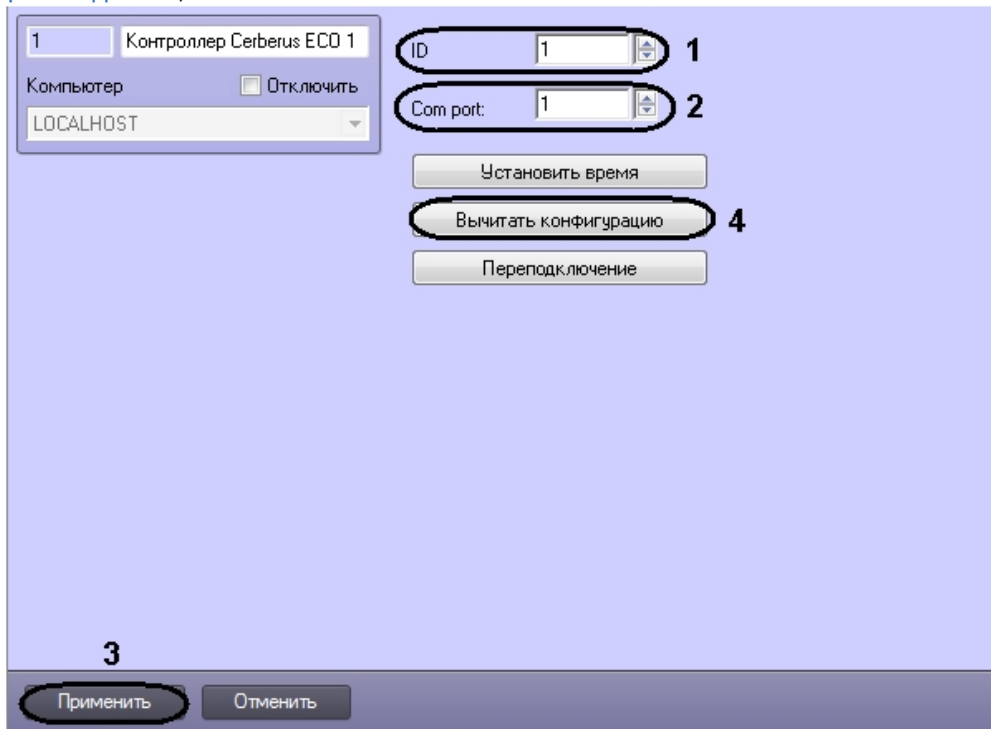 1 Контроллер Cerberus ECO 1
Компьютер Отключить
LOCALHOST
ID 1 1
Com port: 1 2
Установить время
Вычитать конфигурацию 4
Переподключение
3
Применить Отменить